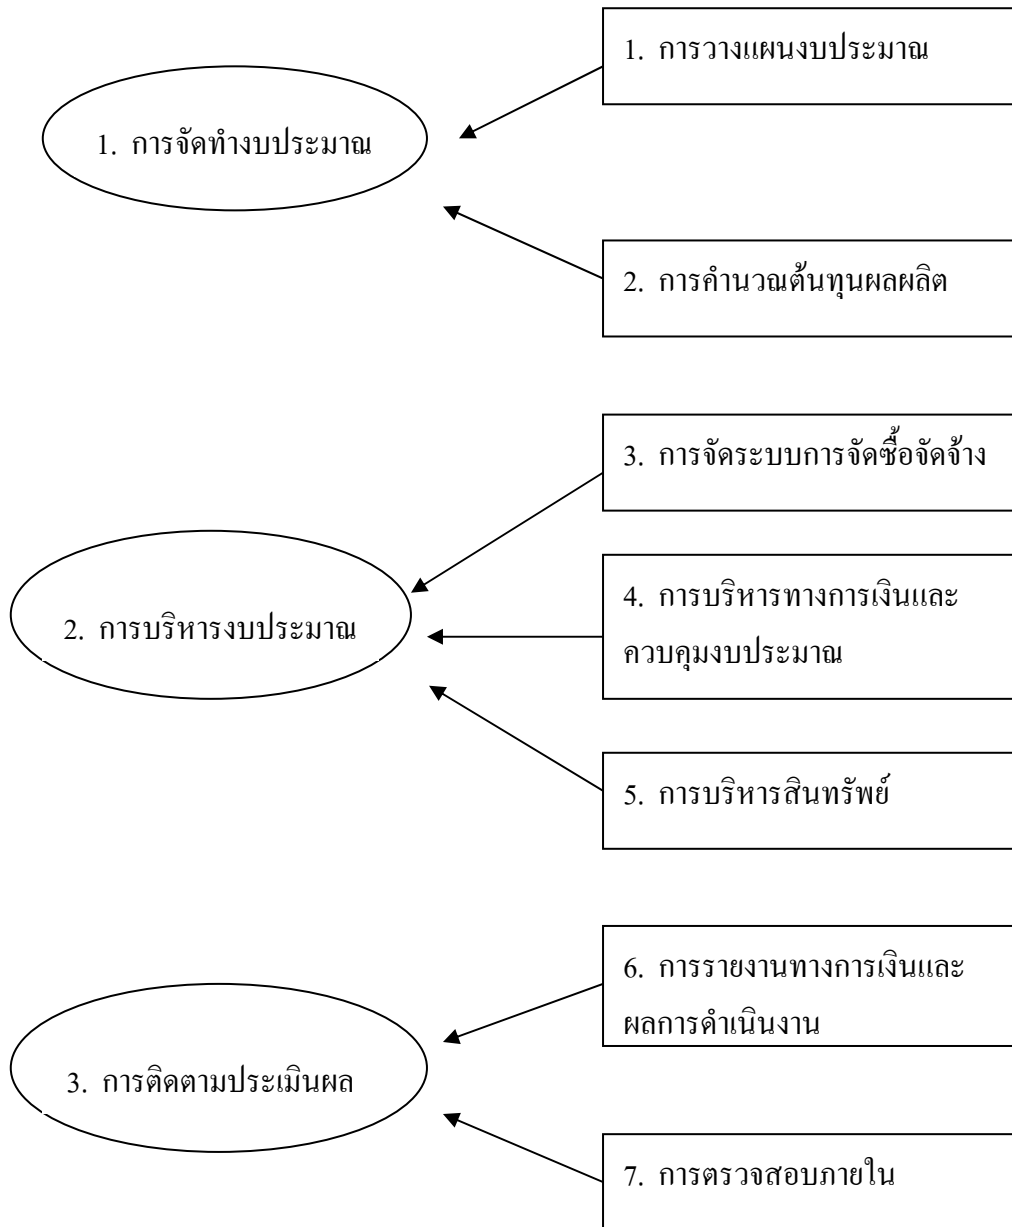 1. การวางแผนงบประมาณ
1. การจัดทำงบประมาณ
2. การคำนวณต้นทุนผลผลิต
3. การจัดระบบการจัดซื้อจัดจ้าง
2. การบริหารงบประมาณ
4. การบริหารทางการเงินและ
ควบคุมงบประมาณ
5. การบริหารสินทรัพย์
6. การรายงานทางการเงินและ
ผลการดำเนินงาน
3. การติดตามประเมินผล
7. การตรวจสอบภายใน